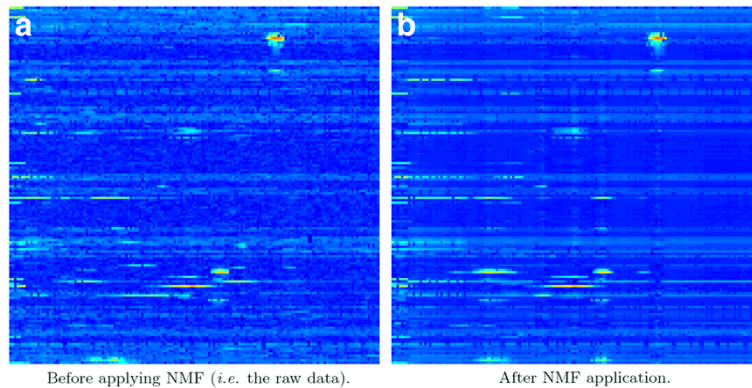 a
b
Before applying NMF (i.e. the raw data).
After NMF application.